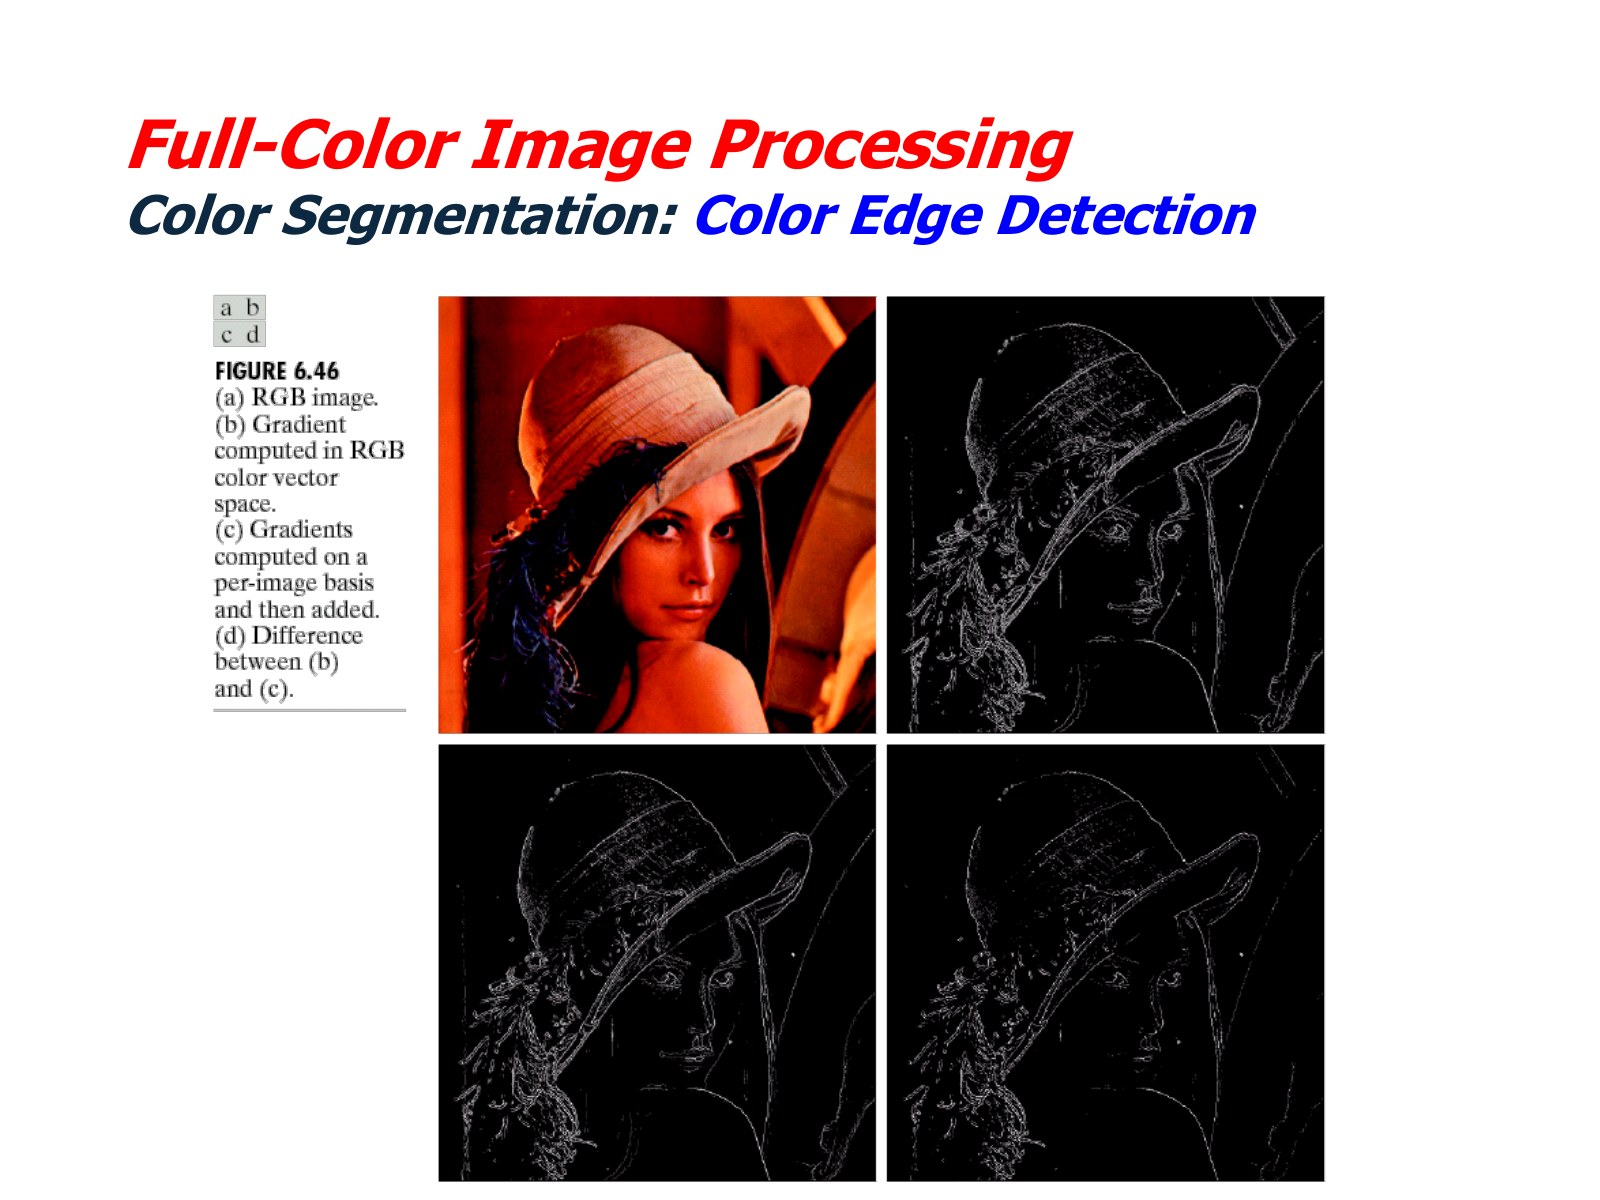 Full-Color Image Processing
Color Segmentation: Color Edge Detection
a b
c d
FIGURE 6.46
(a) RGB image.
(b) Gradient
computed in RGB
color vector
space.
(c) Gradients
computed on a
per-image basis
and then added.
(d) Difference
between (b)
and (c).